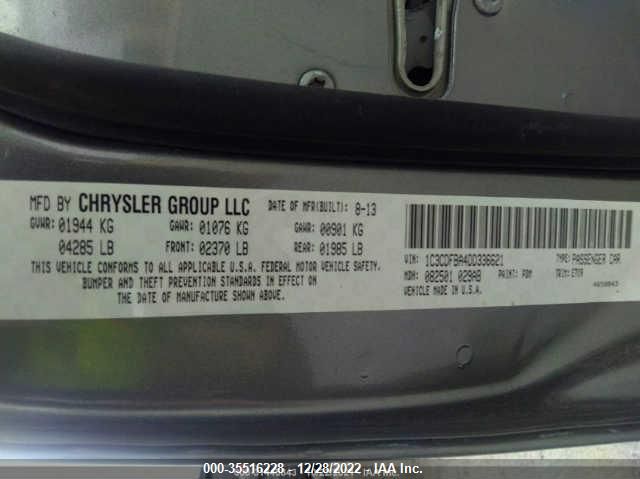 MFD BY CHRYSLER GROUP LLC DATE OF MFR(BUILT): 8-13
GVWR: 01944 KG GAWR: 01076 KG GAWR: 00901 KG
04285 LB FRONT: 02370 LB REAR: 01985 LB
THIS VEHICLE CONFORMS TO ALL APPLICABLE U.S.A. FEDERAL MOTOR VEHICLE SAFETY,
BUMPER AND THEFT PREVENTION STANDARDS IN EFFECT ON
THE DATE OF MANUFACTURE SHOWN ABOVE.
VIN: 1C3CDFBA4DD336621 TYPE: PASSENGER CAR
MDH: 082501 029AB PAINT: PDM TRIM: E7DV
VEHICLE MADE IN U.S.A.
000-35516228 - 12/28/2022 - IAA Inc.